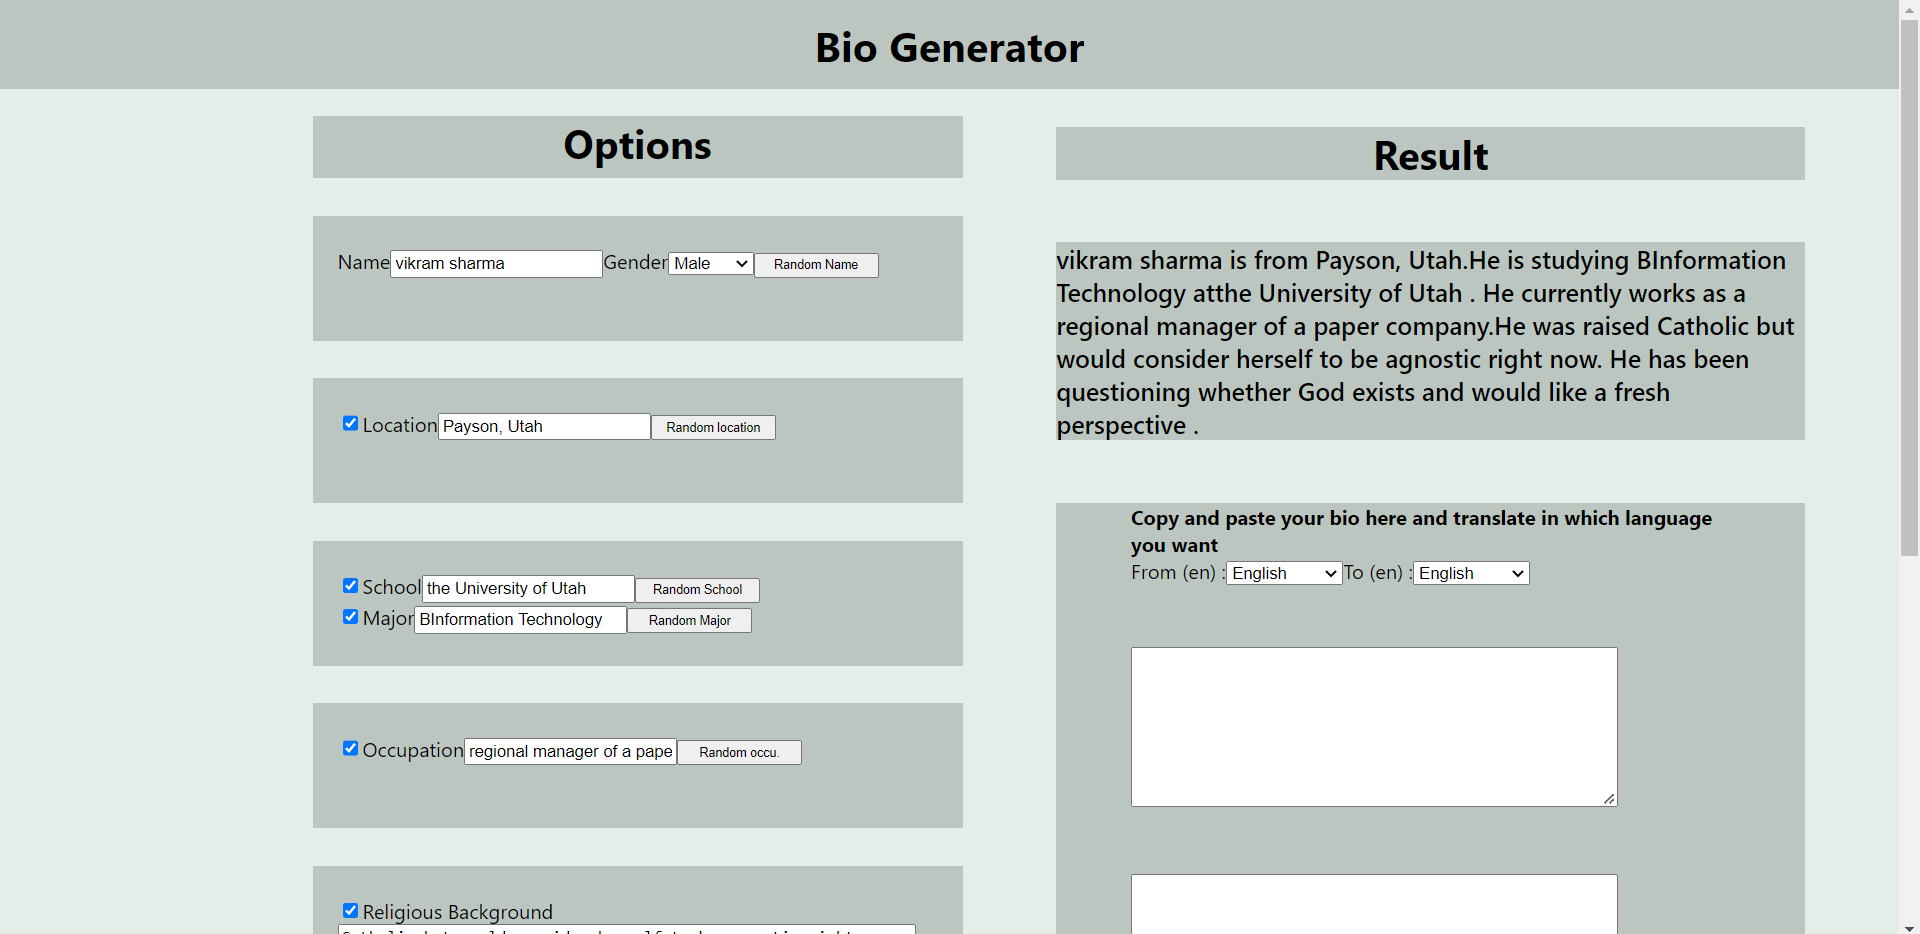 Bio Generator
Options
Name vikram sharma Gender Male Random Name
Location Payson, Utah Random location
School the University of Utah Random School
Major BInformation Technology Random Major
Occupation regional manager of a pape Random occu.
Religious Background
Result
vikram sharma is from Payson, Utah.He is studying BInformation
Technology atthe University of Utah . He currently works as a
regional manager of a paper company.He was raised Catholic but
would consider herself to be agnostic right now. He has been
questioning whether God exists and would like a fresh
perspective .
Copy and paste your bio here and translate in which language
you want
From (en) : English To (en) : English